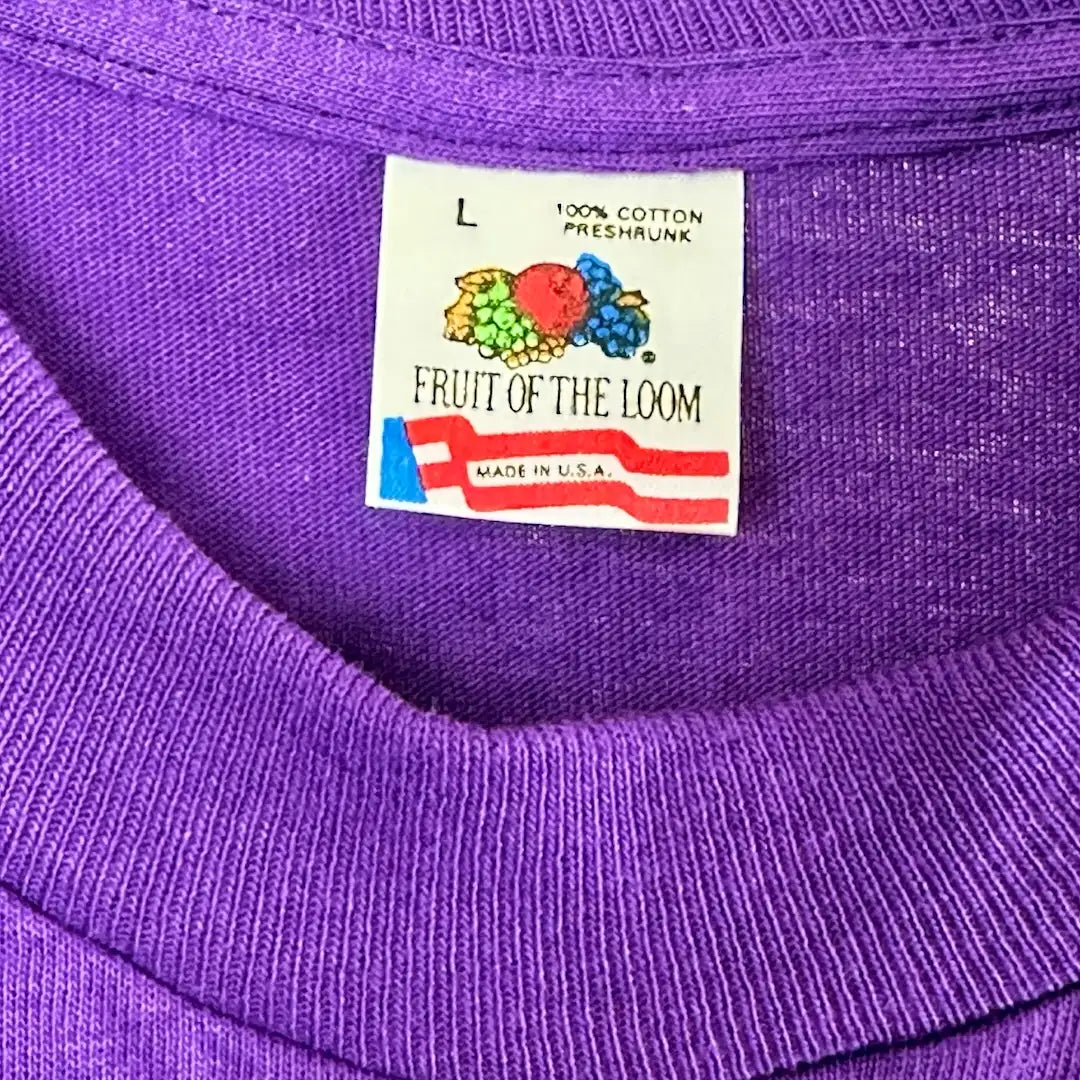 L
100% COTTON
PRESHRUNK
FRUIT OF THE LOOM
MADE IN U.S.A.